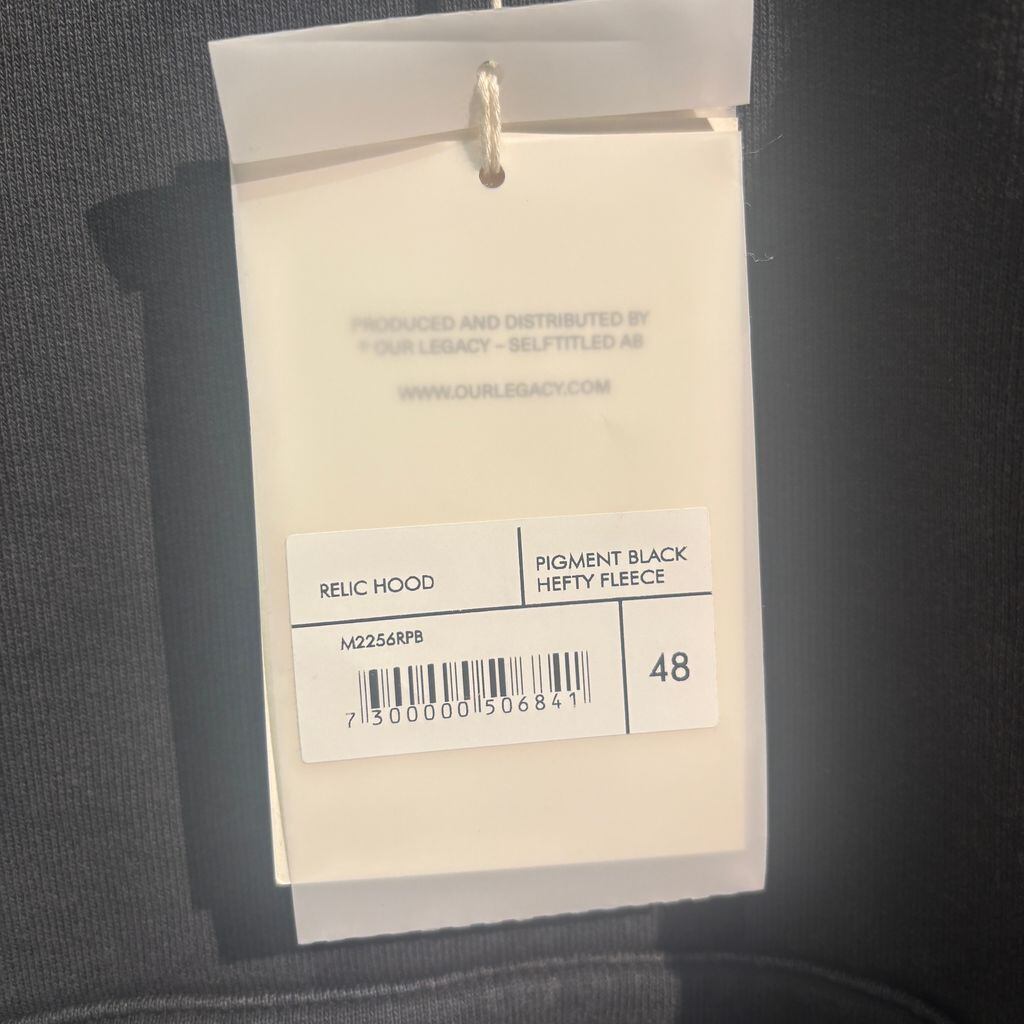 PRODUCED AND DISTRIBUTED BY
OUR LEGACY – SELFTITLED AB
WWW.OURLEGACY.COM
RELIC HOOD
PIGMENT BLACK
HEFTY FLEECE
M2256RPB
7 300000 506841
48